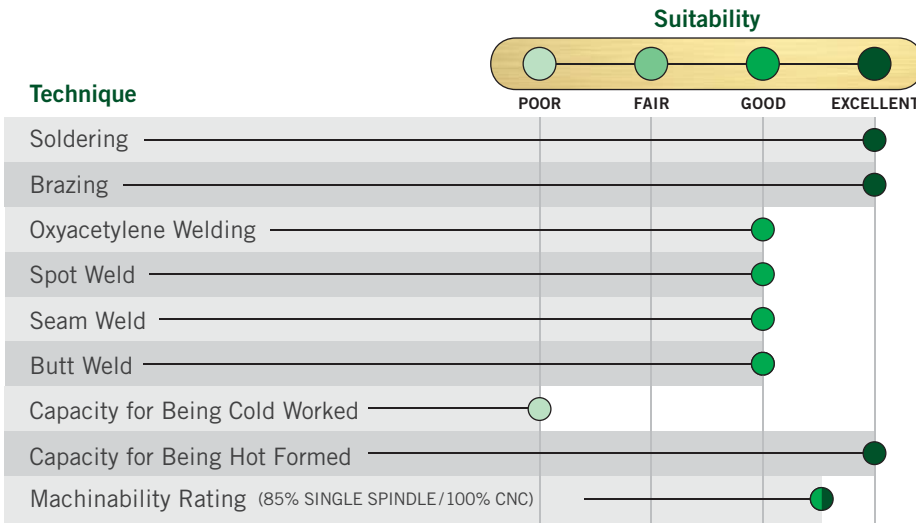 Suitability
Technique
POOR FAIR GOOD EXCELLENT
Soldering
Brazing
Oxyacetylene Welding
Spot Weld
Seam Weld
Butt Weld
Capacity for Being Cold Worked
Capacity for Being Hot Formed
Machinability Rating (85% SINGLE SPINDLE/100% CNC)